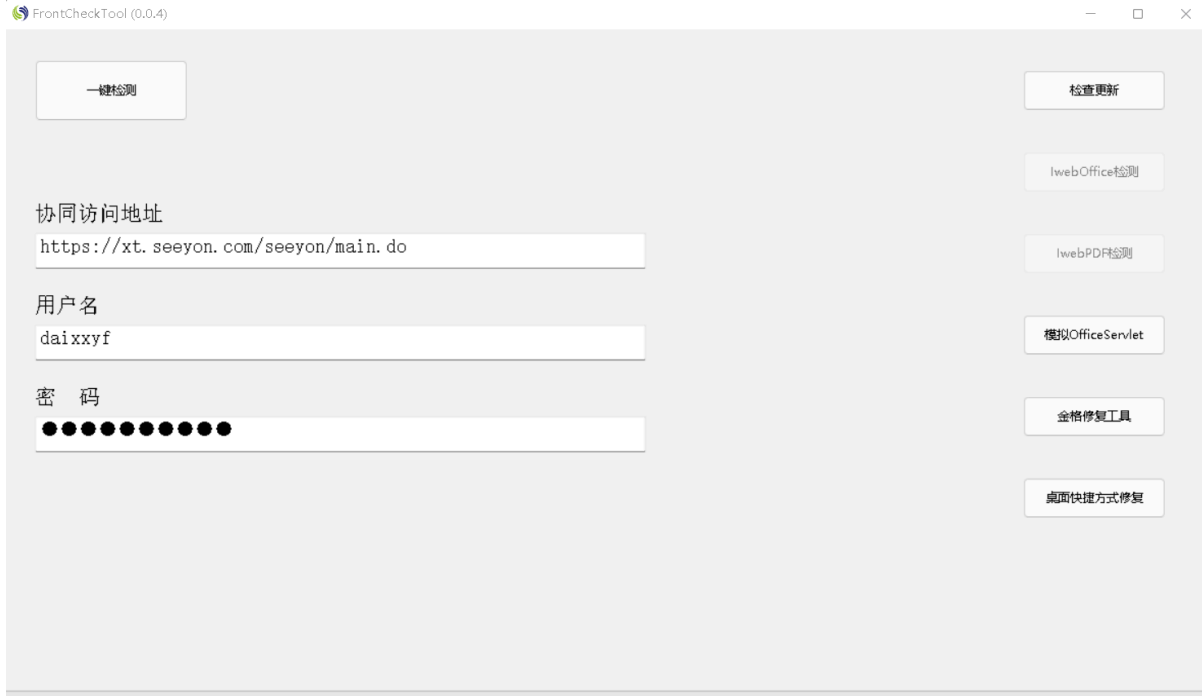 FrontCheckTool (0.0.4)
一键检测
检查更新
IwebOffice检测
协同访问地址
https://xt.seeyon.com/seeyon/main.do
IwebPDF检测
用户名
daixxyf
模拟OfficeServlet
密 码
●●●●●●●●●●
金格修复工具
桌面快捷方式修复